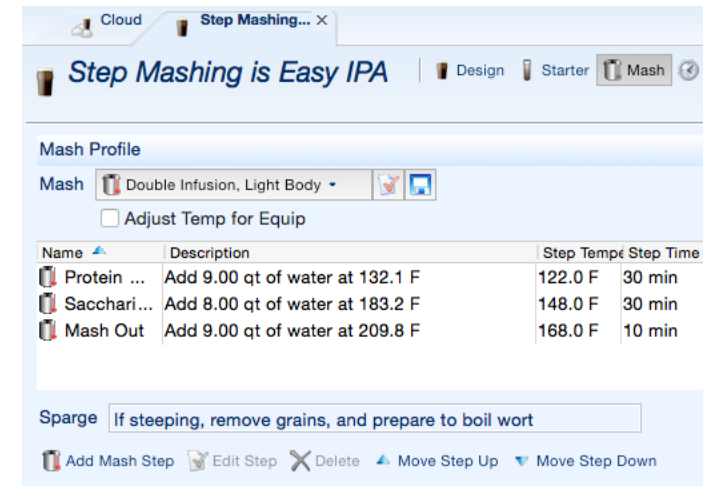 Cloud Step Mashing... ×
Step Mashing is Easy IPA Design Starter Mash
Mash Profile
Mash Double Infusion, Light Body
Adjust Temp for Equip
Name Description Step Tempe Step Time
Protein ... Add 9.00 qt of water at 132.1 F 122.0 F 30 min
Sacchari... Add 8.00 qt of water at 183.2 F 148.0 F 30 min
Mash Out Add 9.00 qt of water at 209.8 F 168.0 F 10 min
Sparge If steeping, remove grains, and prepare to boil wort
Add Mash Step Edit Step Delete Move Step Up Move Step Down